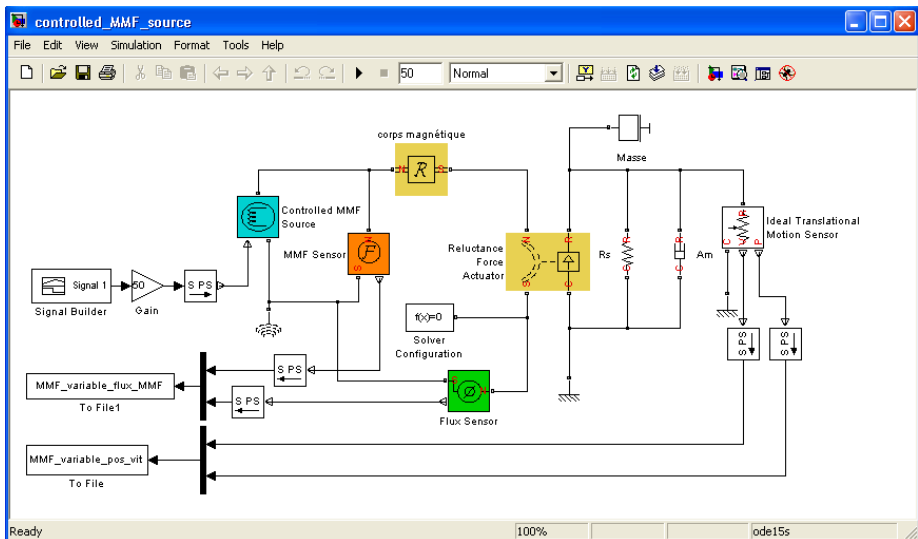 controlled_MMF_source
File Edit View Simulation Format Tools Help
50 Normal
corps magnétique
R
N S
Masse
Controlled MMF
Source
MMF Sensor
F
N
S
Reluctance
Force
Actuator
N
S
R
C
Rs
R
C
Am
R
C
Ideal Translational
Motion Sensor
R
C
V
P
Signal 1
Signal Builder
50
Gain
S PS
f(x)=0
Solver
Configuration
S PS
S PS
MMF_variable_flux_MMF
To File1
S PS
S PS
S
N
Flux Sensor
MMF_variable_pos_vit
To File
Ready 100% ode15s